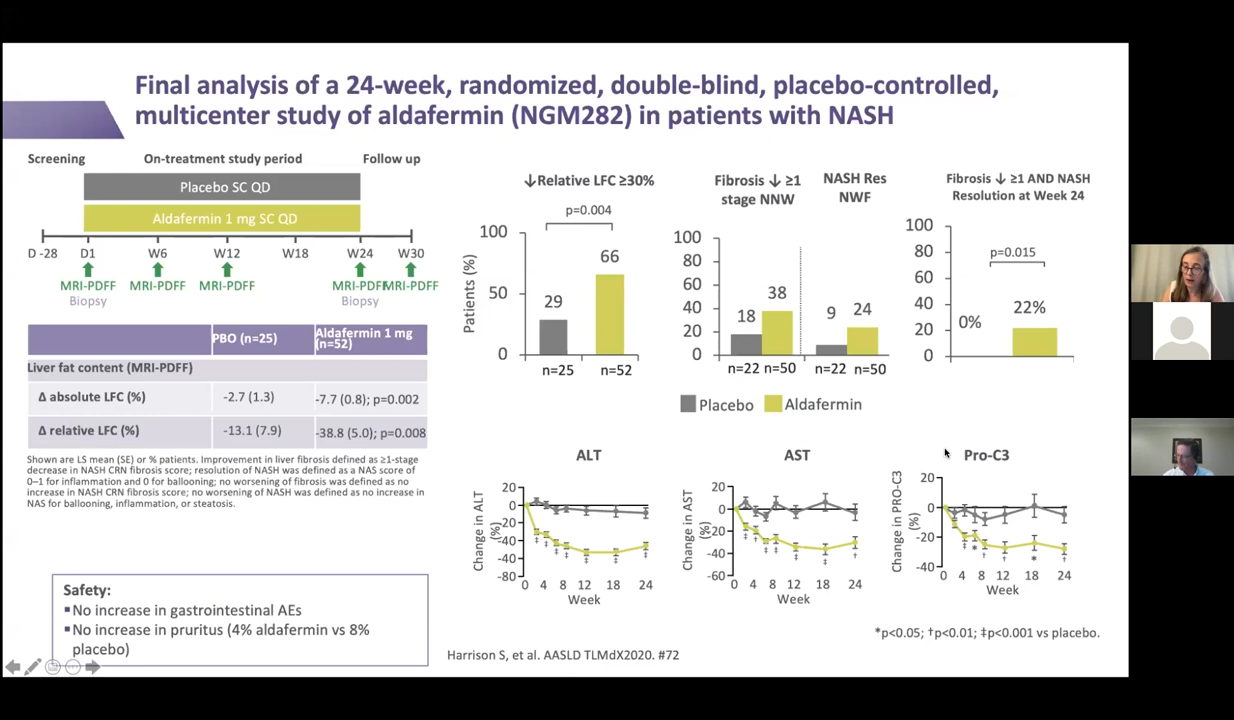 Final analysis of a 24-week, randomized, double-blind, placebo-controlled,
multicenter study of aldafermin (NGM282) in patients with NASH
Screening On-treatment study period Follow up
Placebo SC QD
Aldafermin 1 mg SC QD
D -28 D1 W6 W12 W18 W24 W30
MRI-PDFF MRI-PDFF MRI-PDFF MRI-PDFF MRI-PDFF
Biopsy Biopsy
PBO (n=25) Aldafermin 1 mg
(n=52)
Liver fat content (MRI-PDFF)
Δ absolute LFC (%) -2.7 (1.3) -7.7 (0.8); p=0.002
Δ relative LFC (%) -13.1 (7.9) -38.8 (5.0); p=0.008
Shown are LS mean (SE) or % patients. Improvement in liver fibrosis defined as ≥1-stage
decrease in NASH CRN fibrosis score; resolution of NASH was defined as a NAS score of
0–1 for inflammation and 0 for ballooning; no worsening of fibrosis was defined as no
increase in NASH CRN fibrosis score; no worsening of NASH was defined as no increase in
NAS for ballooning, inflammation, or steatosis.
Safety:
▪No increase in gastrointestinal AEs
▪No increase in pruritus (4% aldafermin vs 8%
placebo)
↓Relative LFC ≥30%
p=0.004
Patients (%)
100
50
0
29
66
n=25 n=52
Fibrosis ↓ ≥1
stage NNW
NASH Res
NWF
100
80
60
40
20
0
18 38 9 24
n=22 n=50 n=22 n=50
Fibrosis ↓ ≥1 AND NASH
Resolution at Week 24
100
80
60
40
20
0
p=0.015
0%
22%
Placebo Aldafermin
ALT
Change in ALT
(%)
20
0
-20
-40
-60
-80
‡ ‡ ‡ ‡ ‡ ‡ ‡
0 4 8 12 18 24
Week
AST
Change in AST
(%)
20
0
-20
-40
-60
‡ † ‡ ‡ ‡ ‡ †
0 4 8 12 18 24
Week
Pro-C3
Change in PRO-C3
(%)
20
0
-20
-40
‡ * † † * †
0 4 8 12 18 24
Week
*p<0.05; †p<0.01; ‡p<0.001 vs placebo.
Harrison S, et al. AASLD TLMdX2020. #72